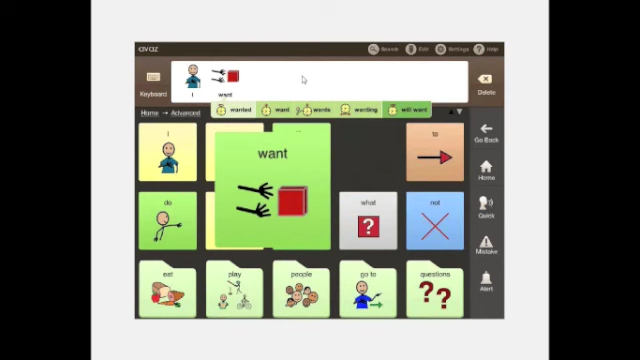 avaz Search Edit Settings Help
Keyboard I want Delete
wanted want wants wanting will want
Home → Advanced
I want to Go Back
Home
do what not Quick
Mistake
eat play people go to questions
Alert